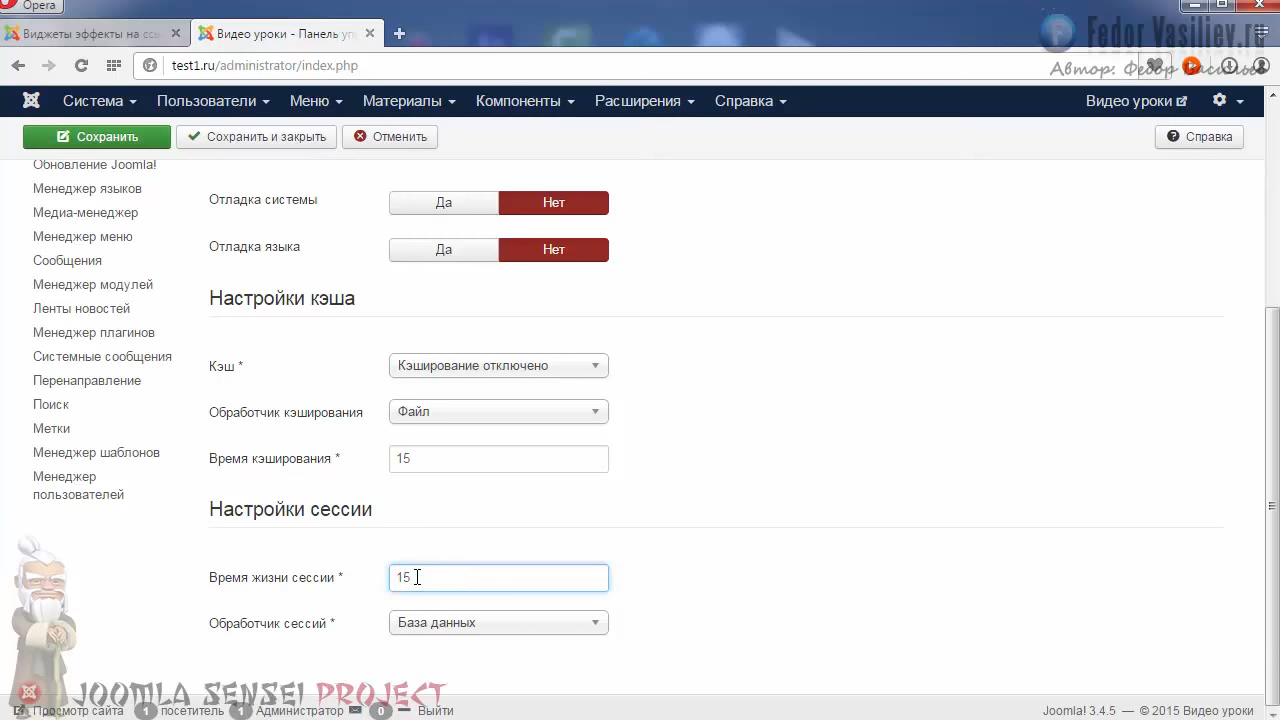 Opera
Виджеты эффекты на ссы
Видео уроки - Панель упр
test1.ru/administrator/index.php
Fedor Vasiliev.ru
Автор: Федор Васильев
Система
Пользователи
Меню
Материалы
Компоненты
Расширения
Справка
Видео уроки
Сохранить
Сохранить и закрыть
Отменить
Справка
Обновление Joomla!
Менеджер языков
Медиа-менеджер
Менеджер меню
Сообщения
Менеджер модулей
Ленты новостей
Менеджер плагинов
Системные сообщения
Перенаправление
Поиск
Метки
Менеджер шаблонов
Менеджер
пользователей
Отладка системы
Да
Нет
Отладка языка
Да
Нет
Настройки кэша
Кэш *
Кэширование отключено
Обработчик кэширования
Файл
Время кэширования *
15
Настройки сессии
Время жизни сессии *
15
Обработчик сессий *
База данных
JOOMLA SENSEI PROJECT
Просмотр сайта
1 посетитель
1 Администратор
0
Выйти
Joomla! 3.4.5 — © 2015 Видео уроки